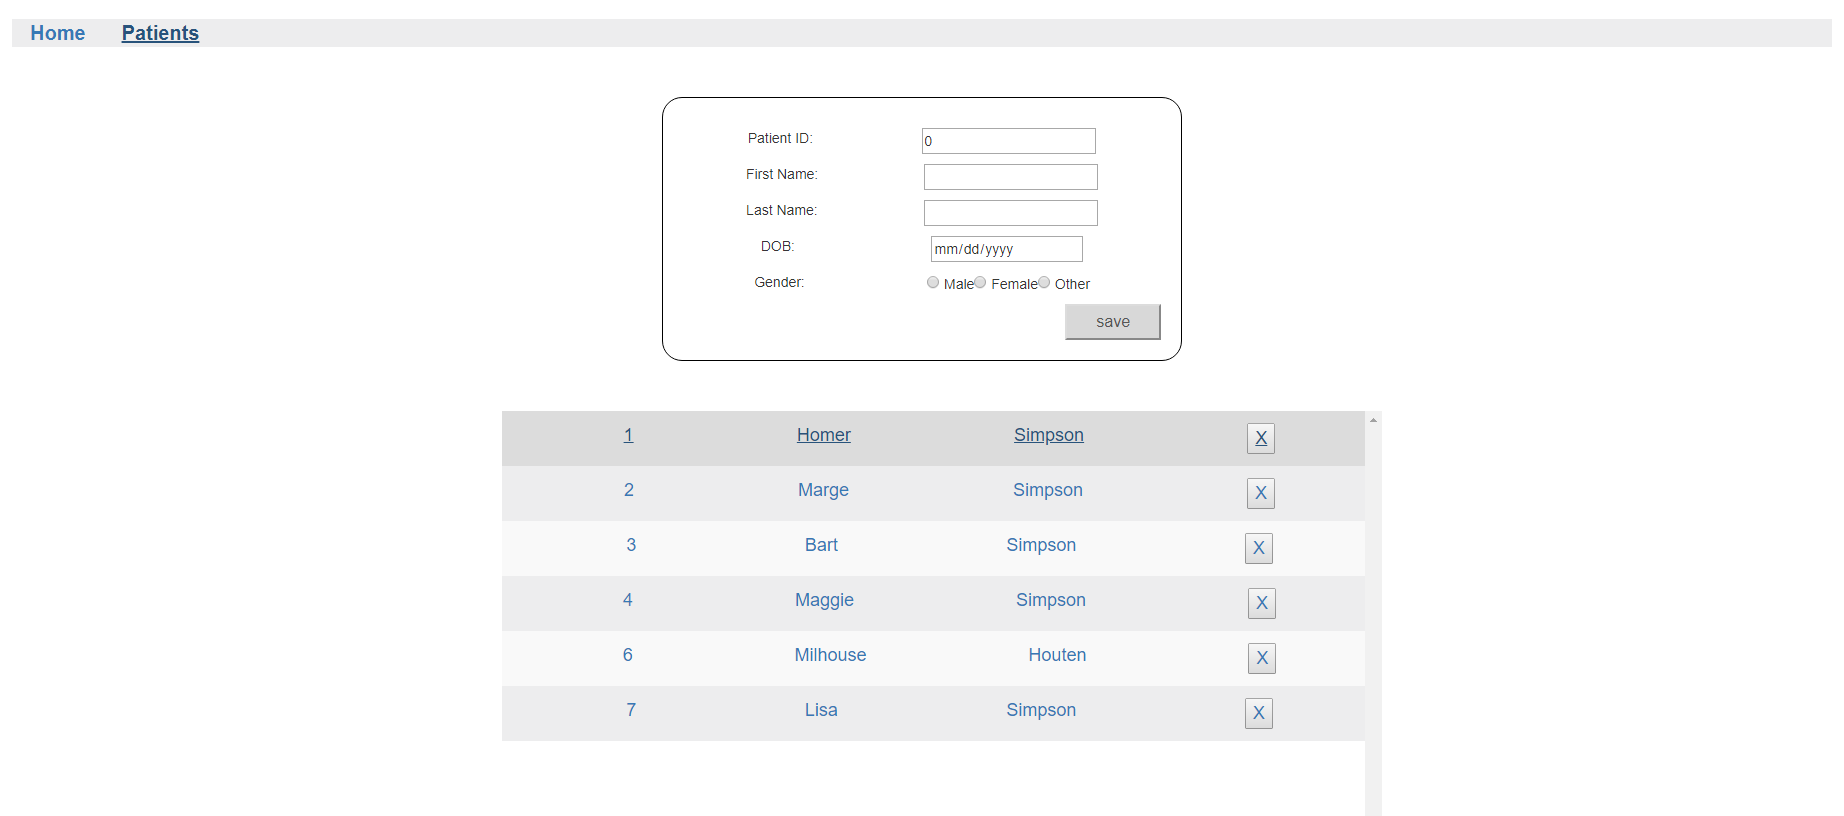 Home Patients
Patient ID: 0
First Name:
Last Name:
DOB: mm/dd/yyyy
Gender: Male Female Other
save
1 Homer Simpson X
2 Marge Simpson X
3 Bart Simpson X
4 Maggie Simpson X
6 Milhouse Houten X
7 Lisa Simpson X